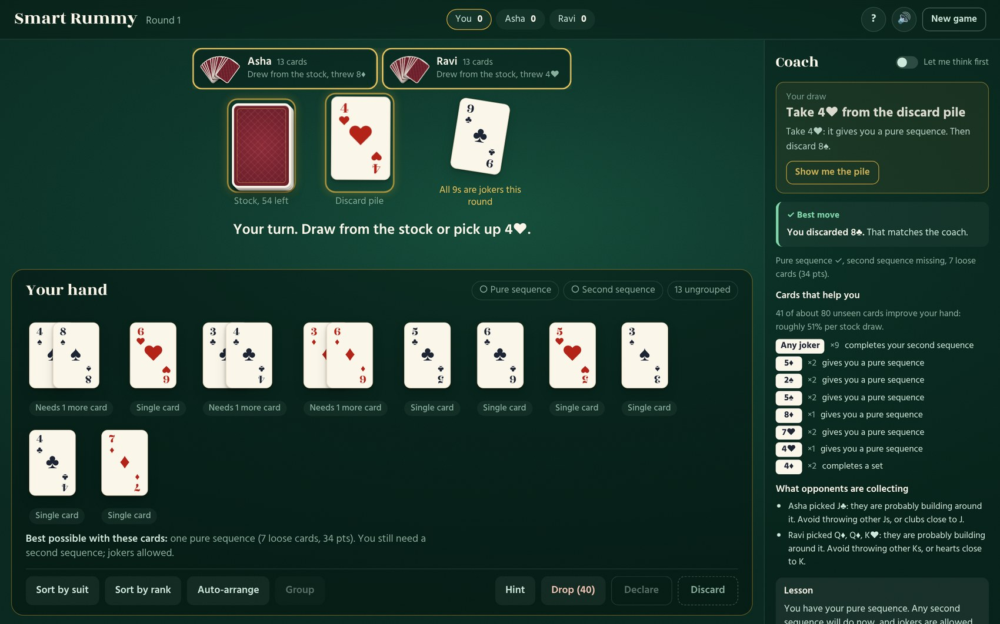 Smart Rummy Round 1
You 0 Asha 0 Ravi 0
? New game
Asha 13 cards
Drew from the stock, threw 8♦
Ravi 13 cards
Drew from the stock, threw 4♥
4
4
9
9
Stock, 54 left
Discard pile
All 9s are jokers this
round
Your turn. Draw from the stock or pick up 4♥.
Your hand
Pure sequence
Second sequence
13 ungrouped
4 8 8
6 6
3 4 4
3 6 6
5 5
6 6
5 5
3 3
Needs 1 more card
Single card
Needs 1 more card
Needs 1 more card
Single card
Single card
Single card
Single card
4 4
7 7
Single card
Single card
Best possible with these cards: one pure sequence (7 loose cards, 34 pts). You still need a
second sequence; jokers allowed.
Sort by suit
Sort by rank
Auto-arrange
Group
Hint
Drop (40)
Declare
Discard
Coach
Let me think first
Your draw
Take 4♥ from the discard pile
Take 4♥: it gives you a pure sequence. Then
discard 8♠.
Show me the pile
✓ Best move
You discarded 8♣. That matches the coach.
Pure sequence ✓, second sequence missing, 7 loose
cards (34 pts).
Cards that help you
41 of about 80 unseen cards improve your hand:
roughly 51% per stock draw.
Any joker ×9 completes your second sequence
5♦ ×2 gives you a pure sequence
2♠ ×2 gives you a pure sequence
5♠ ×2 gives you a pure sequence
8♦ ×1 gives you a pure sequence
7♥ ×2 gives you a pure sequence
4♥ ×1 gives you a pure sequence
4♦ ×2 completes a set
What opponents are collecting
• Asha picked J♣: they are probably building around
it. Avoid throwing other Js, or clubs close to J.
• Ravi picked Q♦, Q♦, K♥: they are probably building
around it. Avoid throwing other Ks, or hearts close
to K.
Lesson
You have your pure sequence. Any second
sequence will do now, and jokers are allowed